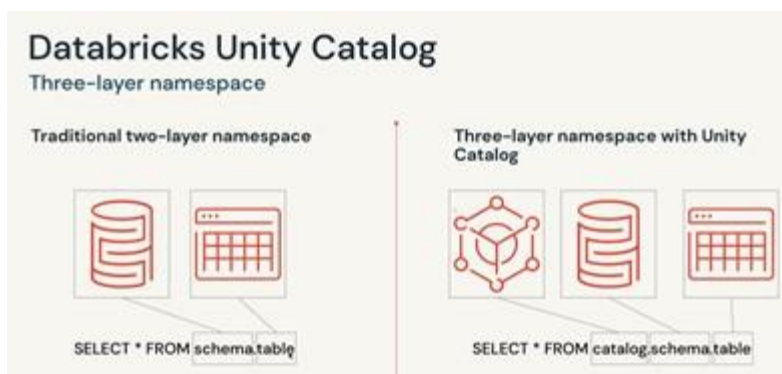 Databricks Unity Catalog
Three-layer namespace
Traditional two-layer namespace
SELECT * FROM schema.table
Three-layer namespace with Unity
Catalog
SELECT * FROM catalog.schema.table